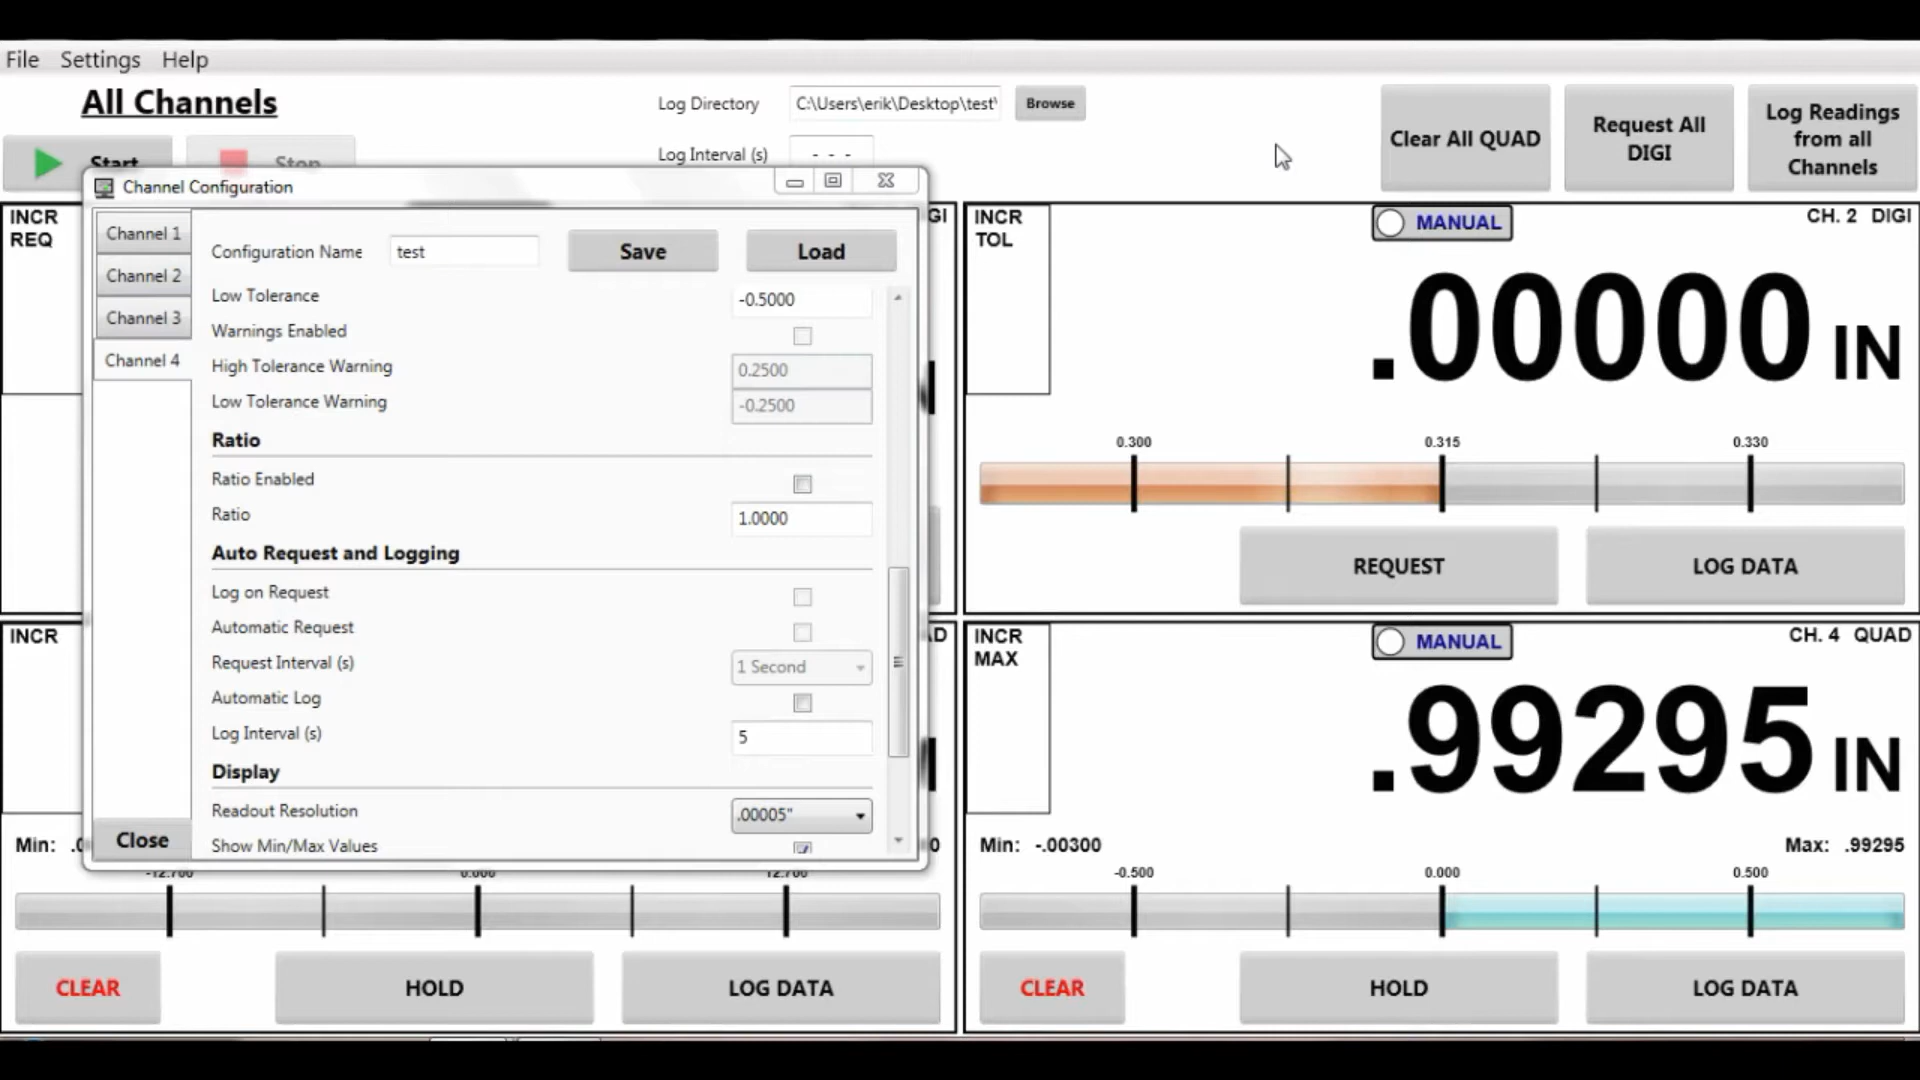 File Settings Help
All Channels
Log Directory C:\Users\erik\Desktop\test\ Browse
Log Interval (s) - - -
Start Stop
Clear All QUAD
Request All
DIGI
Log Readings
from all
Channels
Channel Configuration
Channel 1
Channel 2
Channel 3
Channel 4
Close
Configuration Name test Save Load
Low Tolerance -0.5000
Warnings Enabled
High Tolerance Warning 0.2500
Low Tolerance Warning -0.2500
Ratio
Ratio Enabled
Ratio 1.0000
Auto Request and Logging
Log on Request
Automatic Request
Request Interval (s) 1 Second
Automatic Log
Log Interval (s) 5
Display
Readout Resolution .00005"
Show Min/Max Values
INCR
REQ
INCR
TOL
MANUAL
CH. 2 DIGI
.00000 IN
0.300 0.315 0.330
REQUEST LOG DATA
INCR
Min:
-12.700 0.000 12.700
CLEAR HOLD LOG DATA
INCR
MAX
MANUAL
CH. 4 QUAD
.99295 IN
Min: -.00300 Max: .99295
-0.500 0.000 0.500
CLEAR HOLD LOG DATA